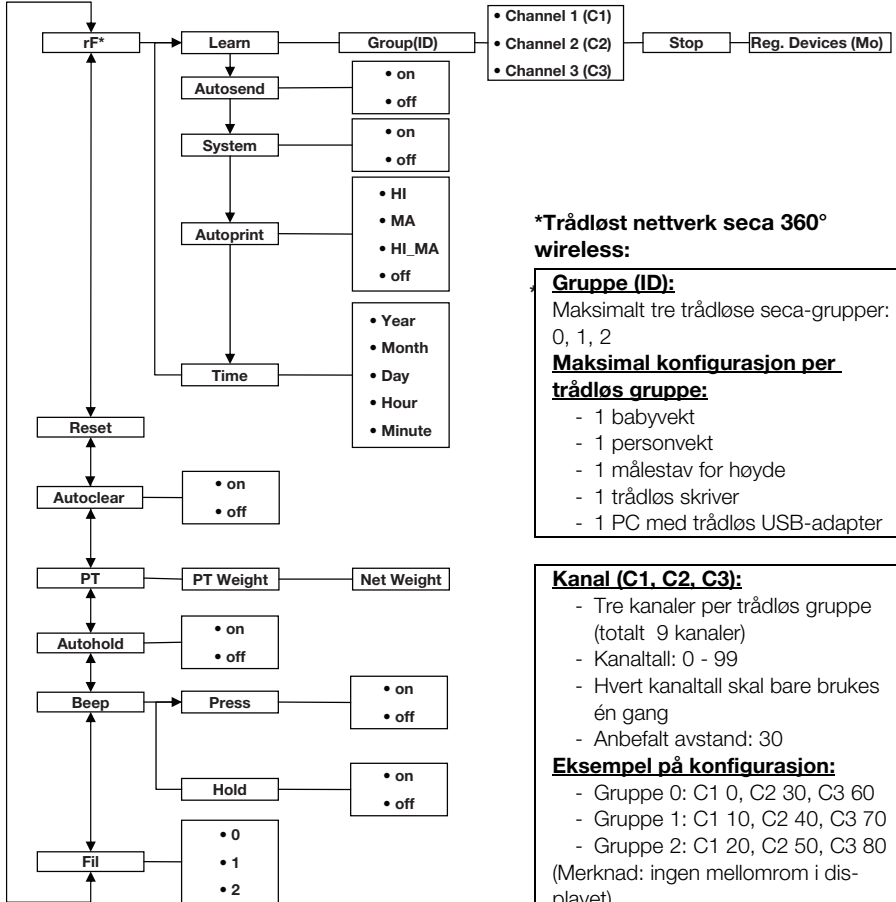 rF*
Learn
Group(ID)
• Channel 1 (C1)
• Channel 2 (C2)
• Channel 3 (C3)
Stop
Reg. Devices (Mo)
Autosend
• on
• off
System
• on
• off
Autoprint
• HI
• MA
• HI_MA
• off
Time
• Year
• Month
• Day
• Hour
• Minute
Reset
Autoclear
• on
• off
PT
PT Weight
Net Weight
Autohold
• on
• off
Beep
Press
• on
• off
Hold
• on
• off
Fil
• 0
• 1
• 2
*Trådløst nettverk seca 360°
wireless:
*
Gruppe (ID):
Maksimalt tre trådløse seca-grupper:
0, 1, 2
Maksimal konfigurasjon per
trådløs gruppe:
- 1 babyvekt
- 1 personvekt
- 1 målestav for høyde
- 1 trådløs skriver
- 1 PC med trådløs USB-adapter
Kanal (C1, C2, C3):
- Tre kanaler per trådløs gruppe
(totalt 9 kanaler)
- Kanaltall: 0 - 99
- Hvert kanaltall skal bare brukes
én gang
- Anbefalt avstand: 30
Eksempel på konfigurasjon:
- Gruppe 0: C1 0, C2 30, C3 60
- Gruppe 1: C1 10, C2 40, C3 70
- Gruppe 2: C1 20, C2 50, C3 80
(Merknad: ingen mellomrom i dis-
playet)